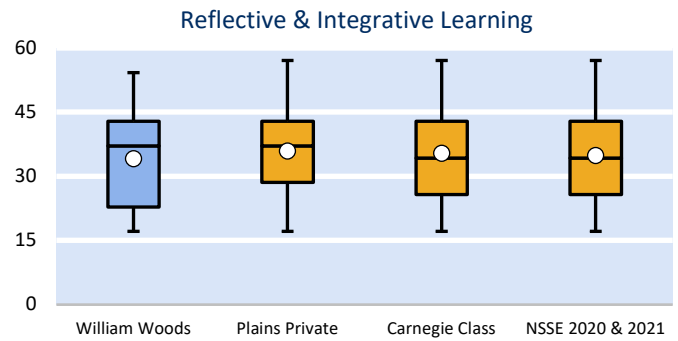 Reflective & Integrative Learning
60
45
30
15
0
William Woods Plains Private Carnegie Class NSSE 2020 & 2021